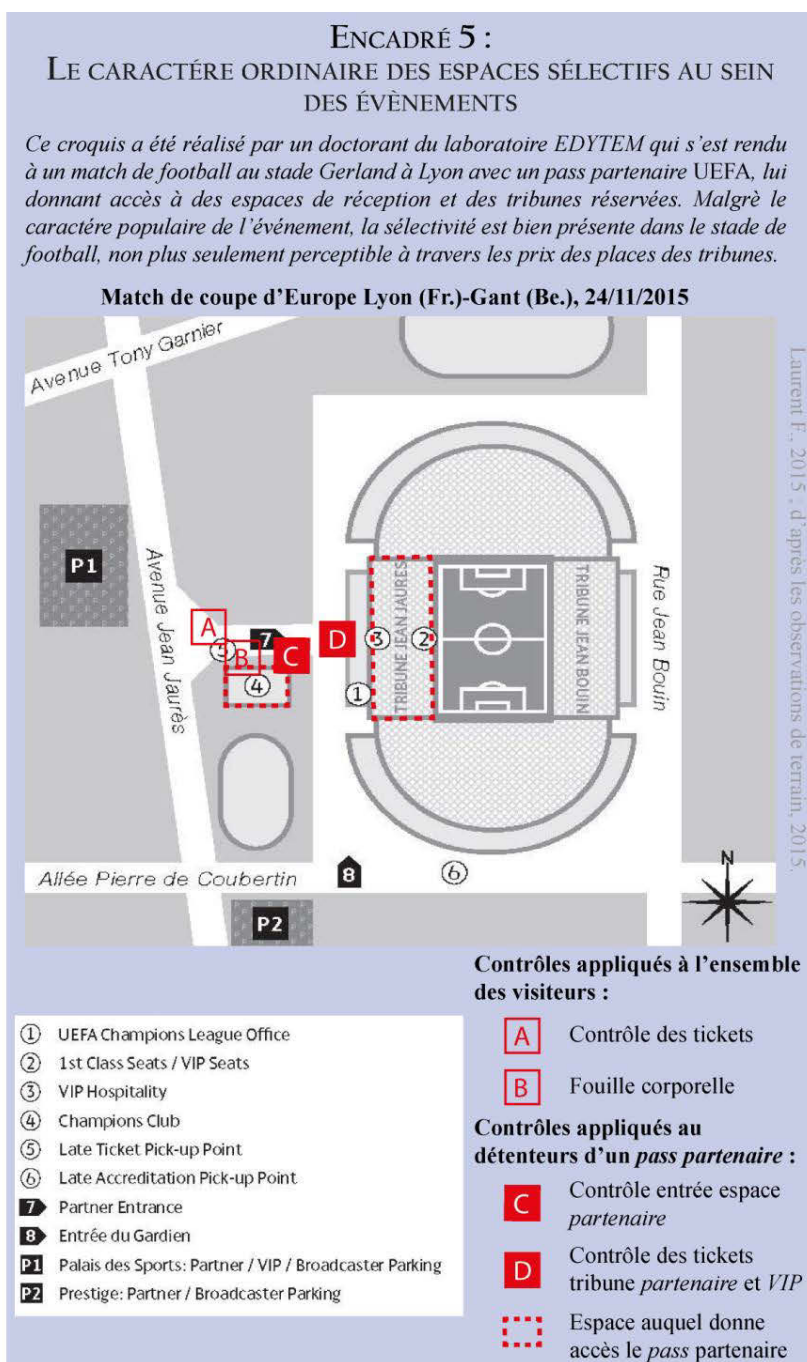 ENCADRÉ 5 :
LE CARACTÉRE ORDINAIRE DES ESPACES SÉLECTIFS AU SEIN
DES ÉVÈNEMENTS
Ce croquis a été réalisé par un doctorant du laboratoire EDYTEM qui s'est rendu
à un match de football au stade Gerland à Lyon avec un pass partenaire UEFA, lui
donnant accès à des espaces de réception et des tribunes réservées. Malgrè le
caractére populaire de l'événement, la sélectivité est bien présente dans le stade de
football, non plus seulement perceptible à travers les prix des places des tribunes.
Match de coupe d'Europe Lyon (Fr.)-Gant (Be.), 24/11/2015
Avenue Tony Garnier
P1
Avenue Jean Jaurès
A
5
B
7
C
4
D
3
2
1
TRIBUNE JEAN JAURES
TRIBUNE JEAN BOUIN
Rue Jean Bouin
Allée Pierre de Coubertin
8
6
P2
N
Laurent F., 2015 , d'après les observations de terrain, 2015.
1 UEFA Champions League Office
2 1st Class Seats / VIP Seats
3 VIP Hospitality
4 Champions Club
5 Late Ticket Pick-up Point
6 Late Accreditation Pick-up Point
7 Partner Entrance
8 Entrée du Gardien
P1 Palais des Sports: Partner / VIP / Broadcaster Parking
P2 Prestige: Partner / Broadcaster Parking
Contrôles appliqués à l'ensemble
des visiteurs :
A Contrôle des tickets
B Fouille corporelle
Contrôles appliqués au
détenteurs d'un pass partenaire :
C Contrôle entrée espace
partenaire
D Contrôle des tickets
tribune partenaire et VIP
Espace auquel donne
accès le pass partenaire